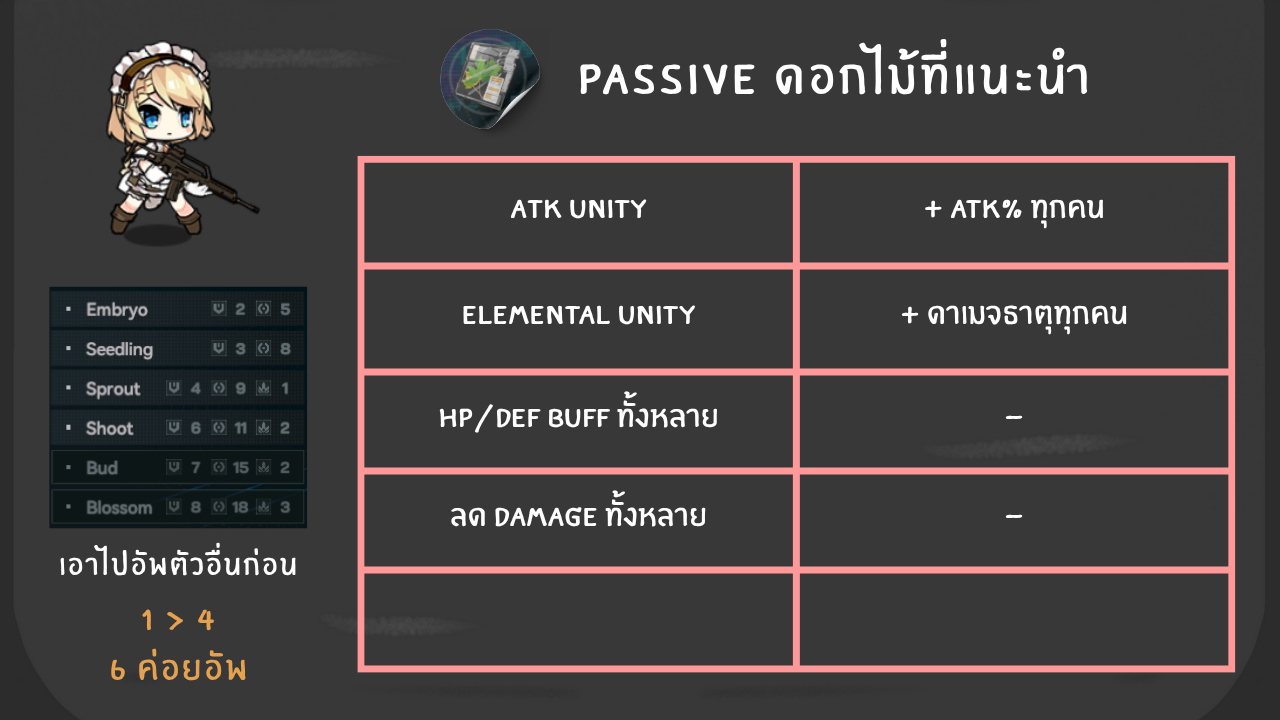 PASSIVE ดอกไม้ที่แนะนำ
ATK UNITY
+ ATK% ทุกคน
ELEMENTAL UNITY
+ ดาเมจธาตุทุกคน
HP/DEF BUFF ทั้งหลาย
–
ลด DAMAGE ทั้งหลาย
–
Embryo 2 5
Seedling 3 8
Sprout 4 9 1
Shoot 6 11 2
Bud 7 15 2
Blossom 8 18 3
เอาไปอัพตัวอื่นก่อน
1 > 4
6 ค่อยอัพ